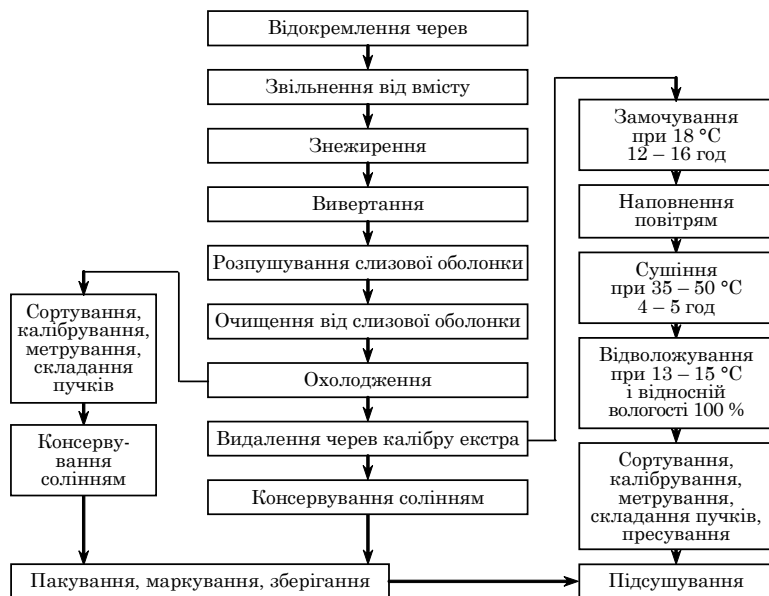 Відокремлення черев
Звільнення від вмісту
Знежирення
Вивертання
Розпушування слизової оболонки
Очищення від слизової оболонки
Охолодження
Видалення черев калібру екстра
Консервування солінням
Сортування,
калібрування,
метрування,
складання
пучків
Консерву-
вання
солінням
Пакування, маркування, зберігання
Замочування
при 18 °С
12 – 16 год
Наповнення
повітрям
Сушіння
при 35 – 50 °С
4 – 5 год
Відволожування
при 13 – 15 °С
і відносній
вологості 100 %
Сортування,
калібрування,
метрування,
складання пучків,
пресування
Підсушування